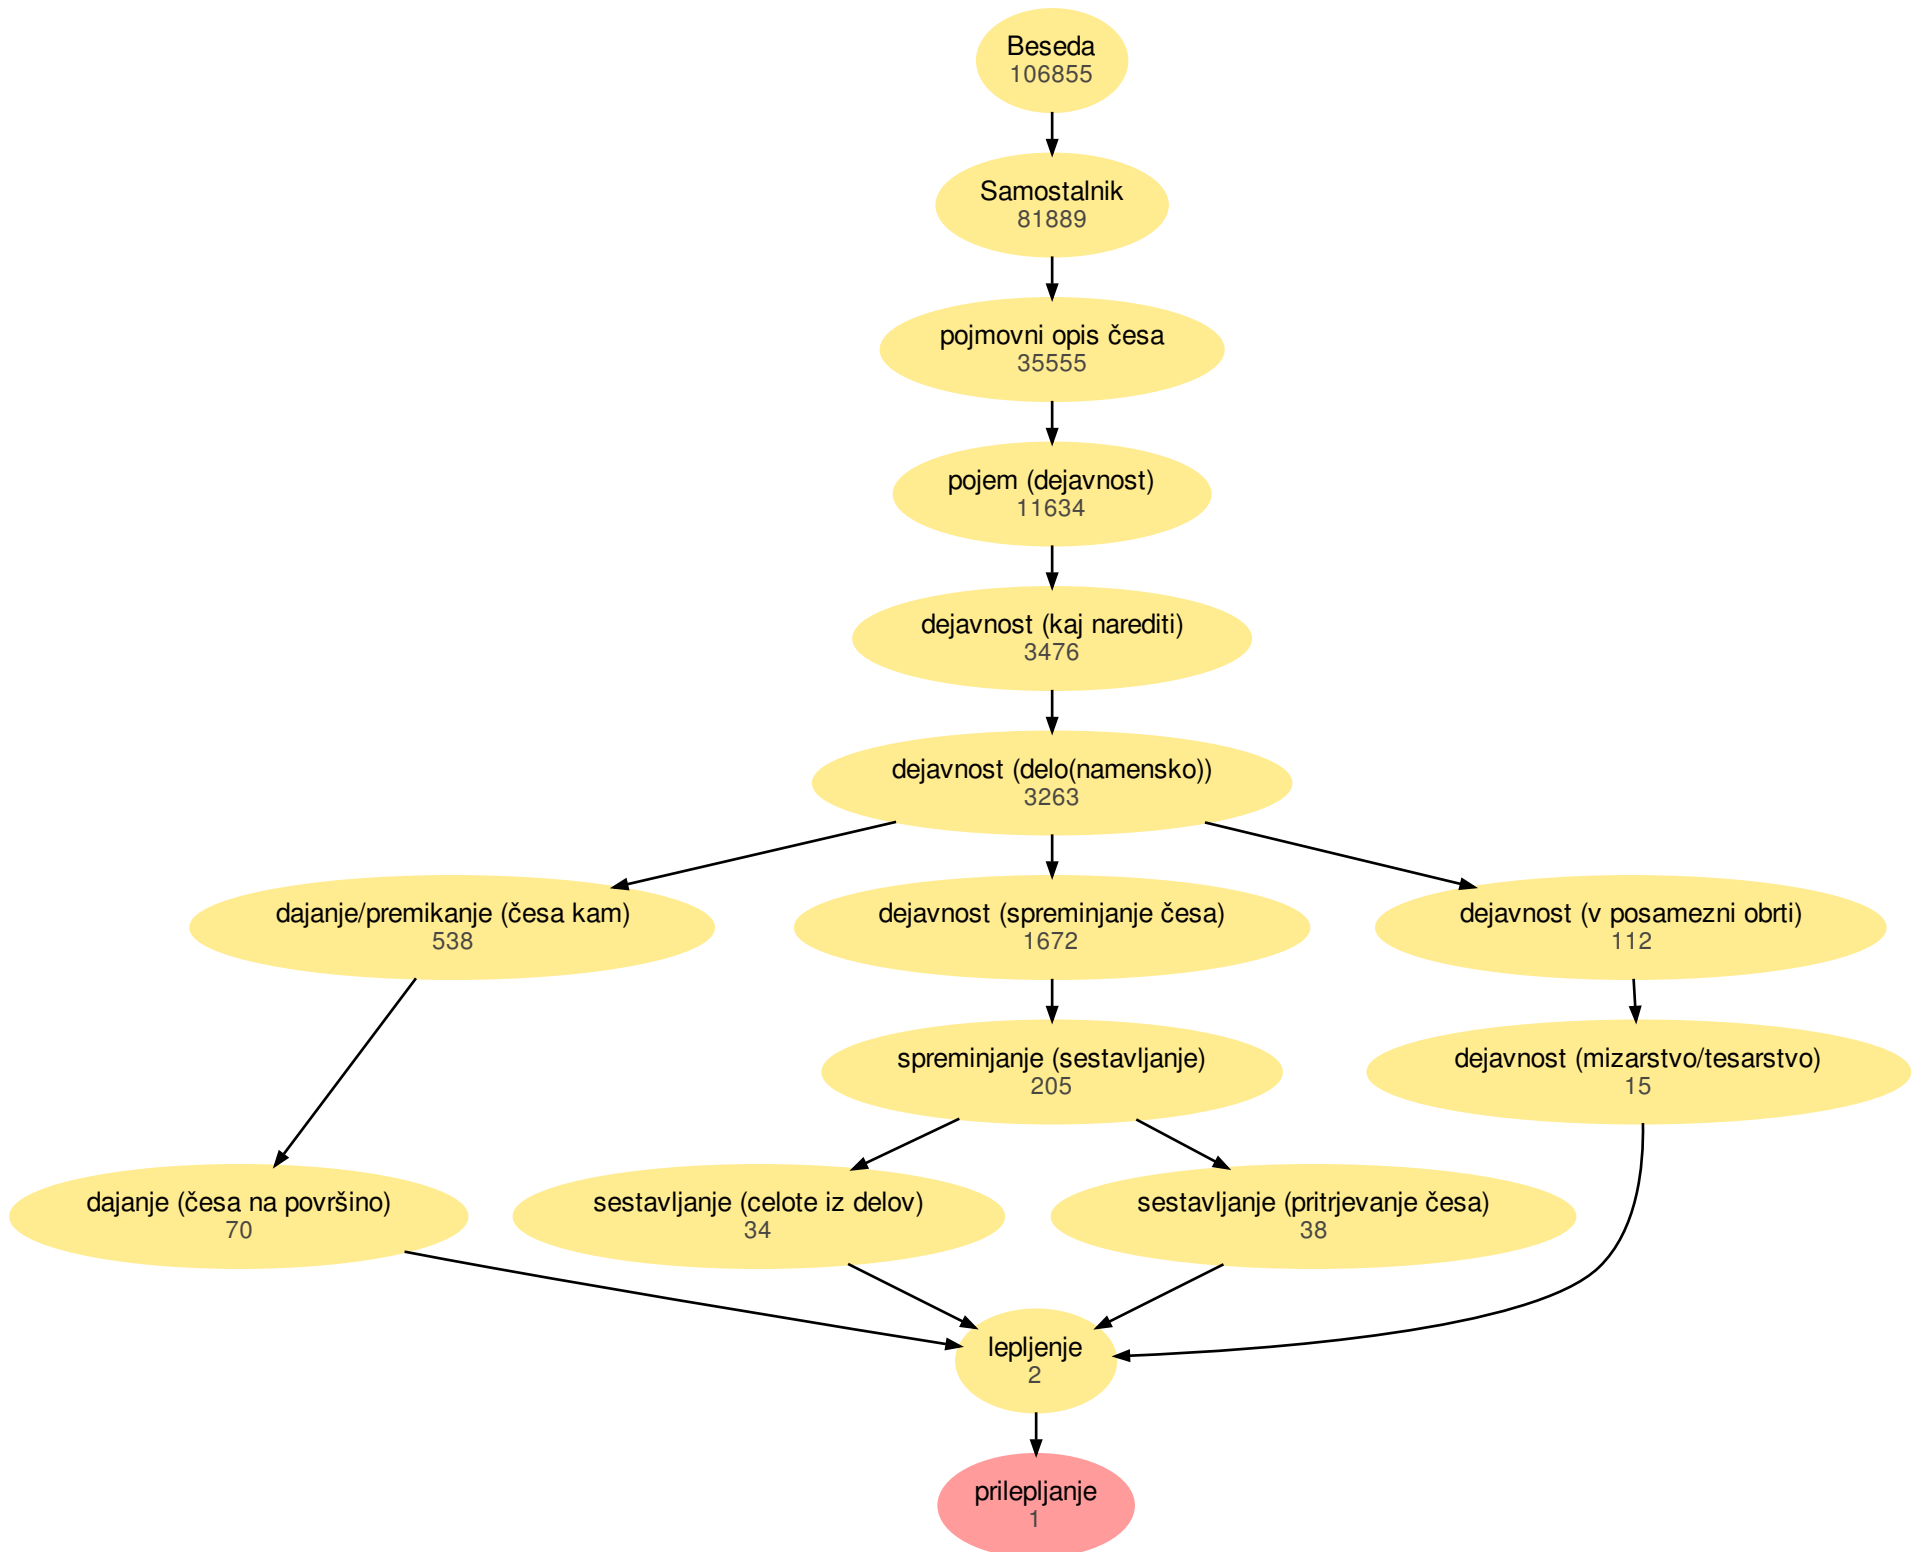 Beseda
106855
Samostalnik
81889
pojmovni opis česa
35555
pojem (dejavnost)
11634
dejavnost (kaj narediti)
3476
dejavnost (delo(namensko))
3263
dajanje/premikanje (česa kam)
538
dejavnost (spreminjanje česa)
1672
dejavnost (v posamezni obrti)
112
spreminjanje (sestavljanje)
205
dejavnost (mizarstvo/tesarstvo)
15
dajanje (česa na površino)
70
sestavljanje (celote iz delov)
34
sestavljanje (pritrjevanje česa)
38
lepljenje
2
prilepljanje
1